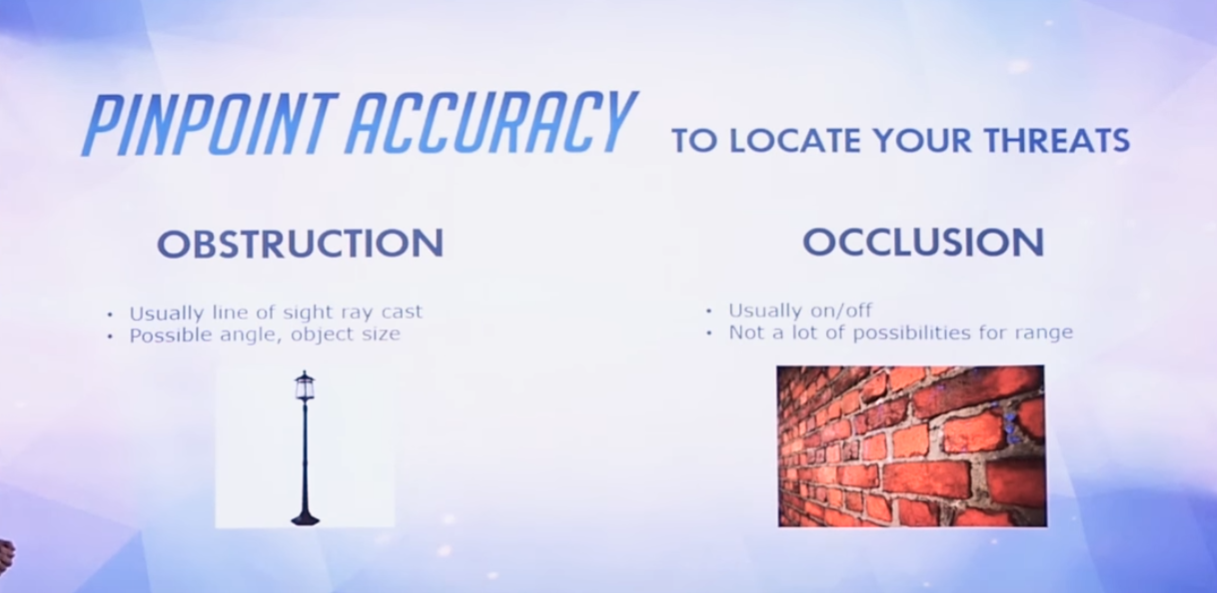 PINPOINT ACCURACY TO LOCATE YOUR THREATS
OBSTRUCTION
• Usually line of sight ray cast
• Possible angle, object size
OCCLUSION
• Usually on/off
• Not a lot of possibilities for range